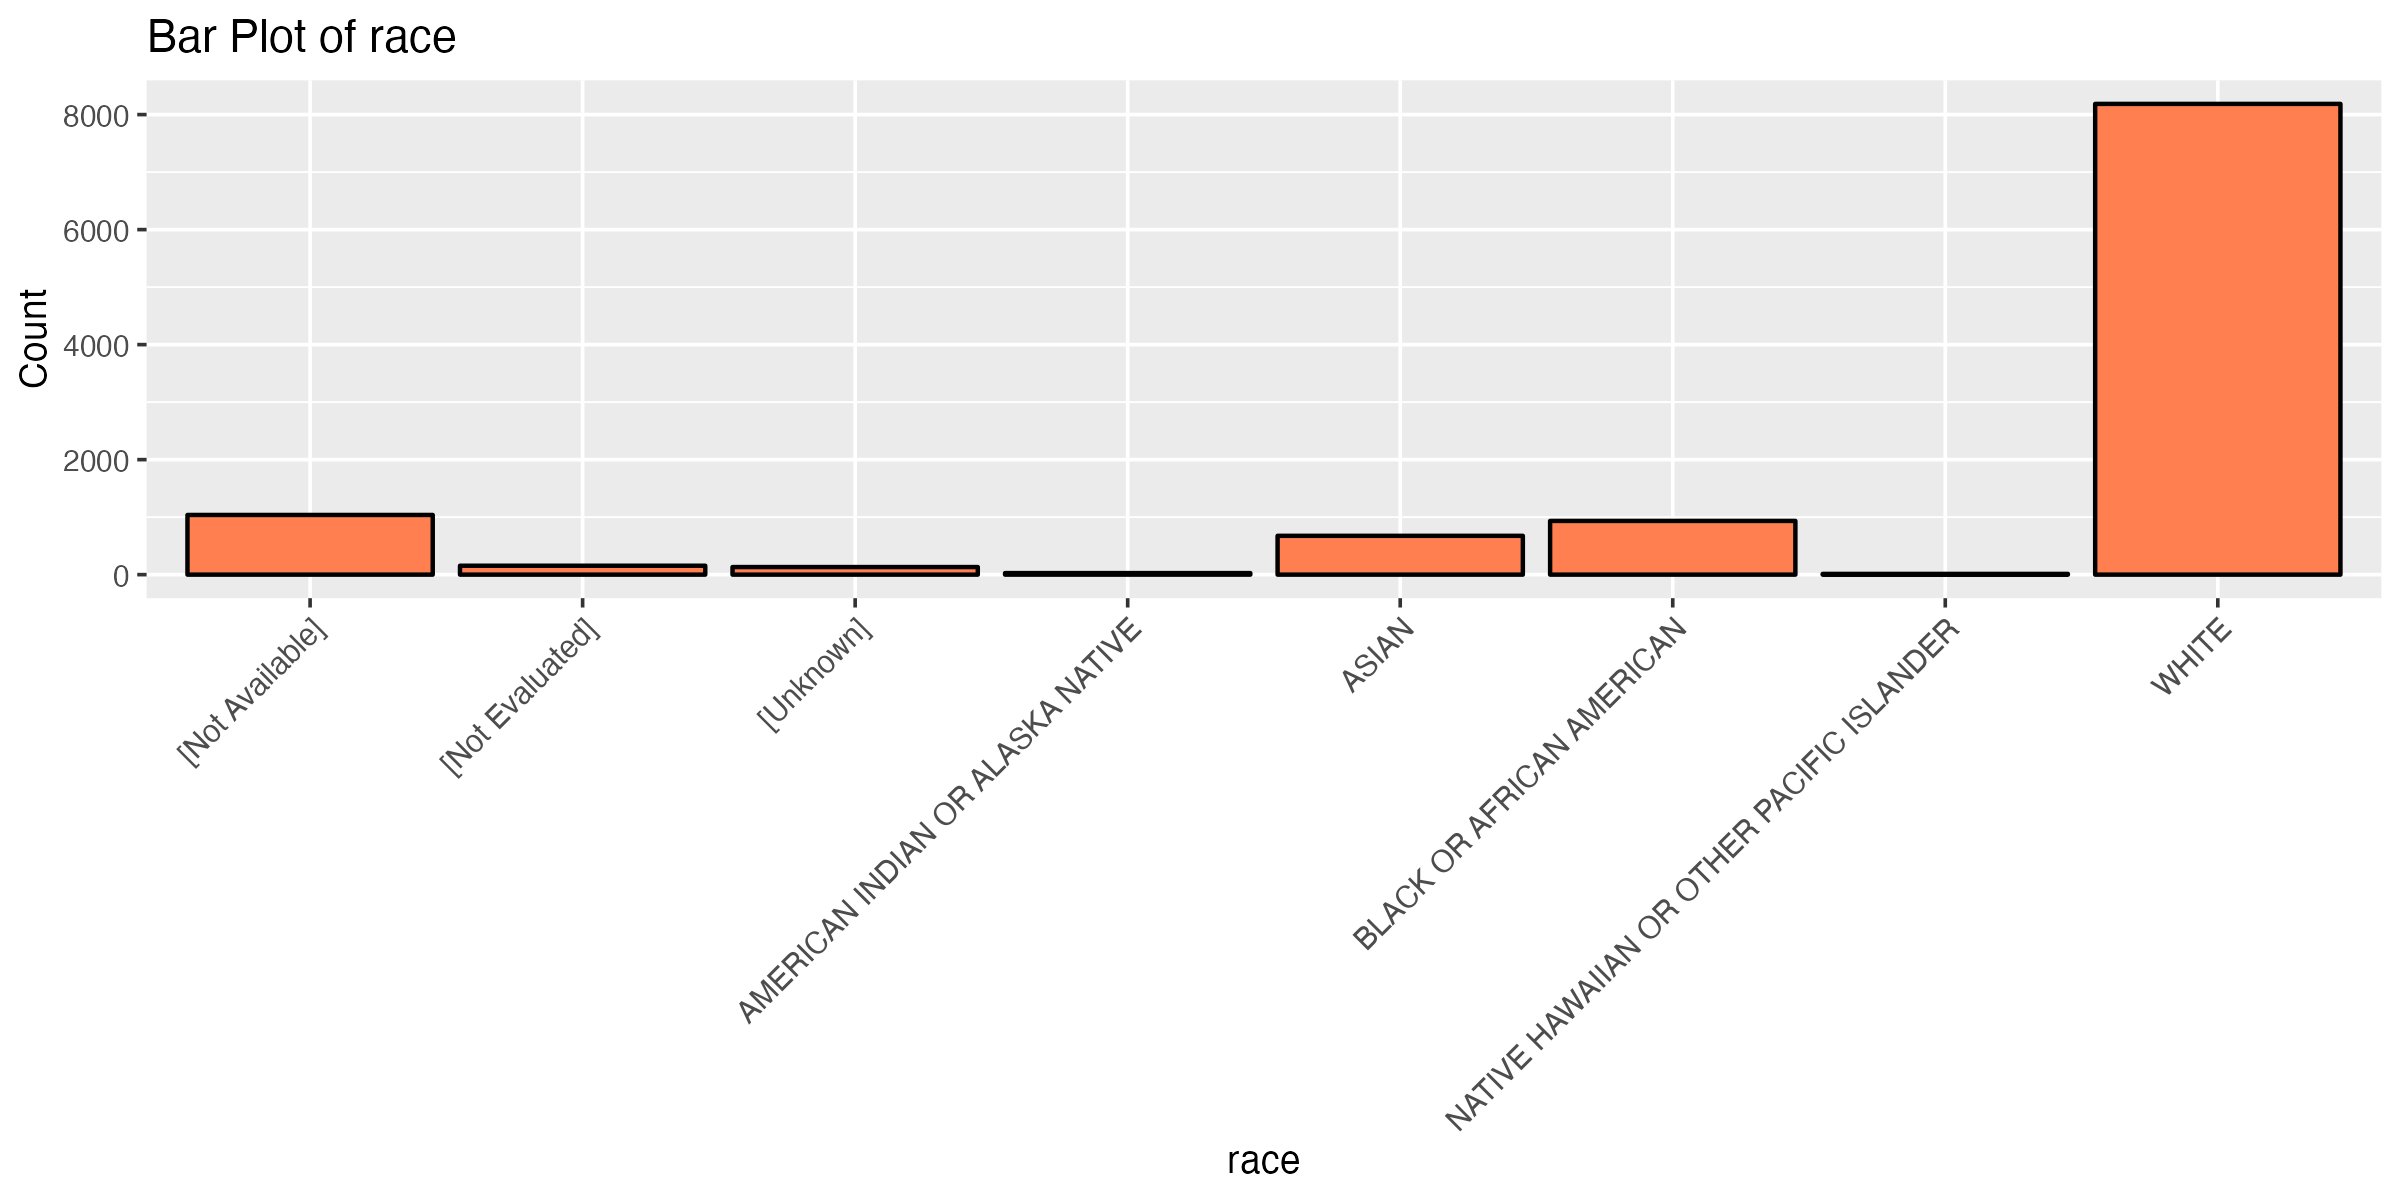 Bar Plot of race
Count
8000
6000
4000
2000
0
[Not Available]
[Not Evaluated]
[Unknown]
AMERICAN INDIAN OR ALASKA NATIVE
ASIAN
BLACK OR AFRICAN AMERICAN
NATIVE HAWAIIAN OR OTHER PACIFIC ISLANDER
WHITE
race